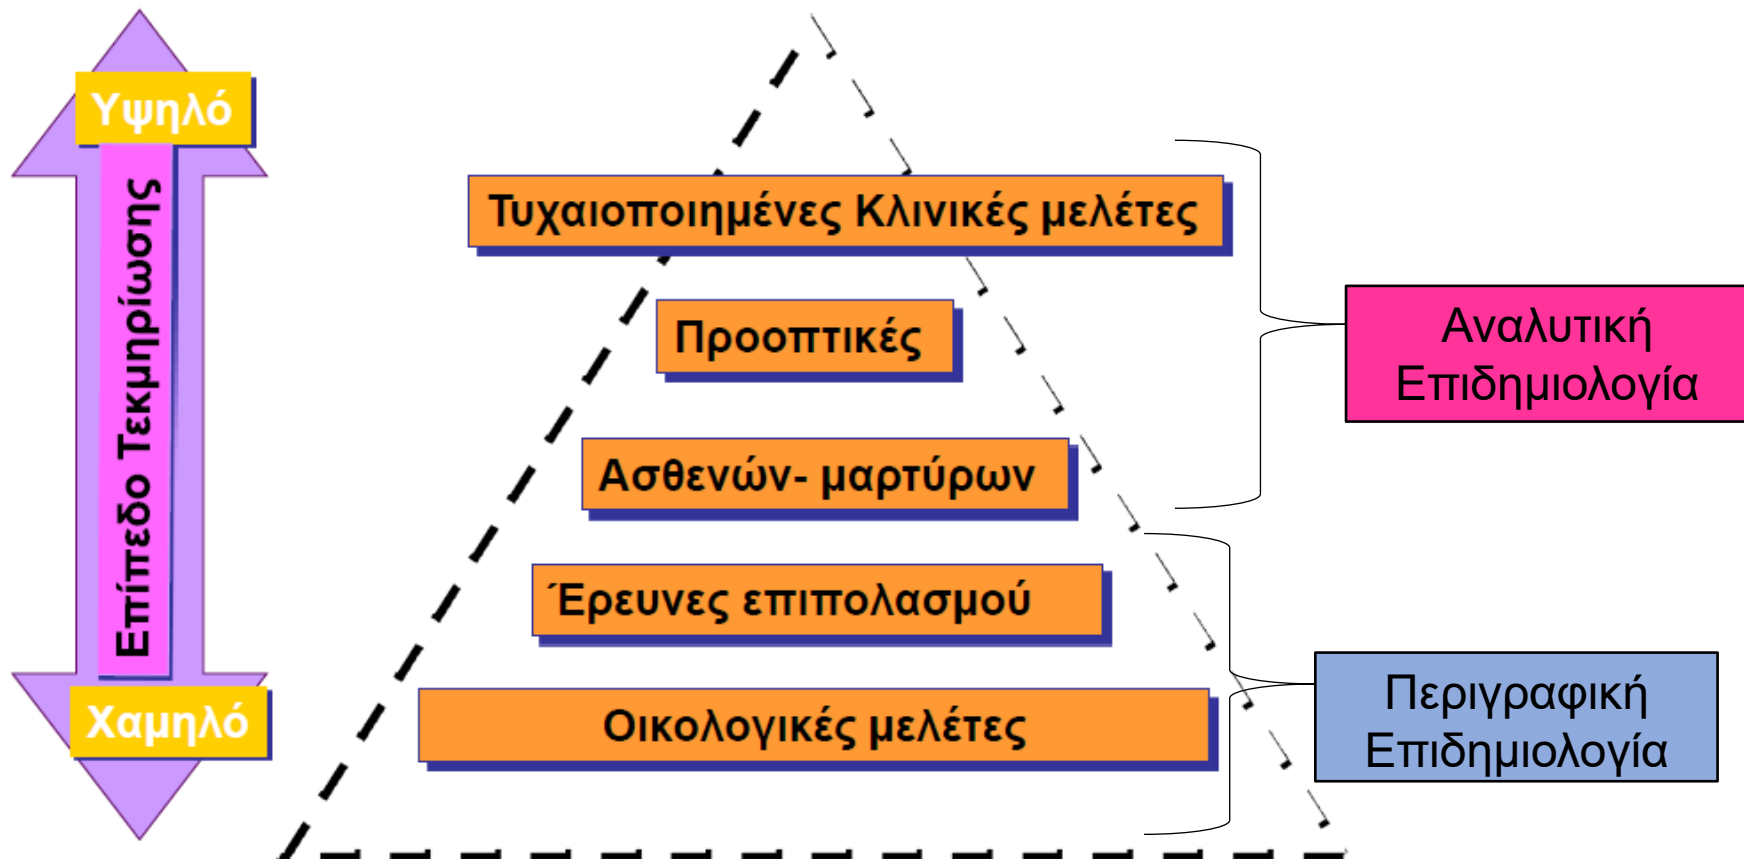 Υψηλό
Επίπεδο Τεκμηρίωσης
Χαμηλό
Τυχαιοποιημένες Κλινικές μελέτες
Προοπτικές
Ασθενών- μαρτύρων
Έρευνες επιπολασμού
Οικολογικές μελέτες
Αναλυτική
Επιδημιολογία
Περιγραφική
Επιδημιολογία